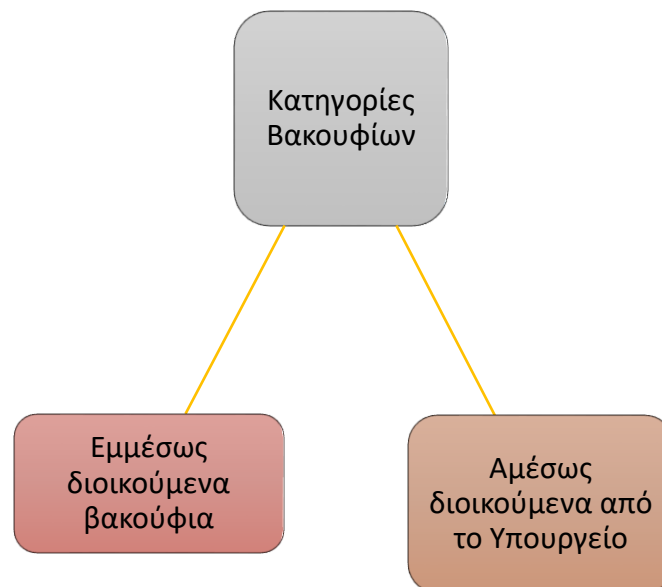 Κατηγορίες
Βακουφίων
Εμμέσως
διοικούμενα
βακούφια
Αμέσως
διοικούμενα από
το Υπουργείο